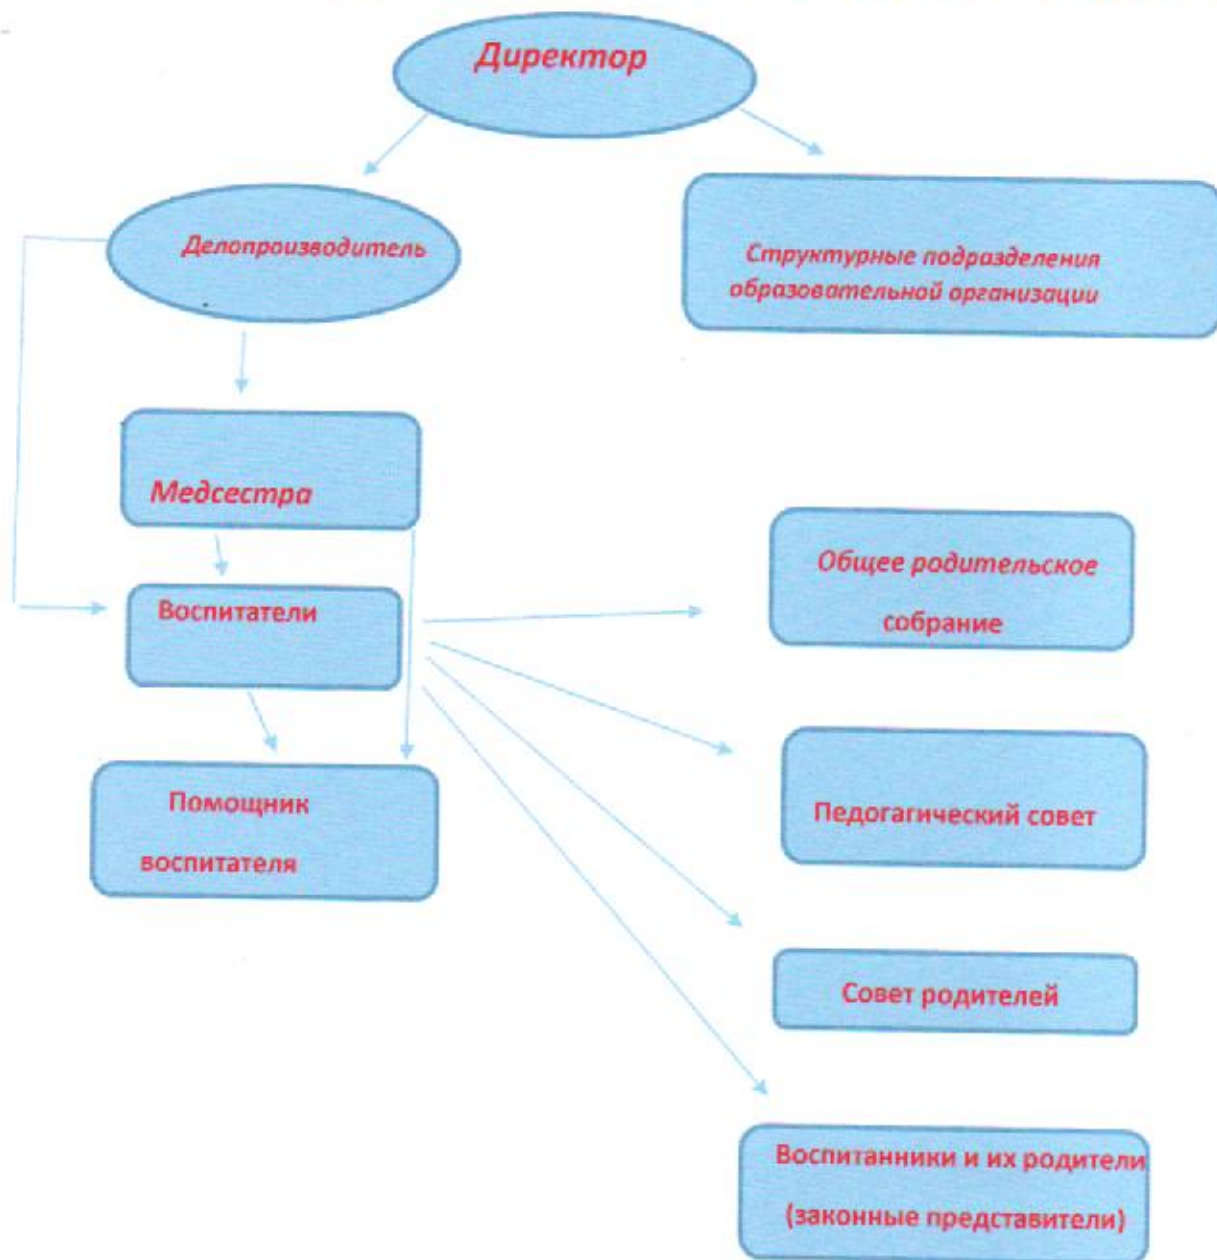 Директор
Делопроизводитель
Структурные подразделения
образовательной организации
Медсестра
Общее родительское
собрание
Воспитатели
Педогагический совет
Помощник
воспитателя
Совет родителей
Воспитанники и их родители
(законные представители)